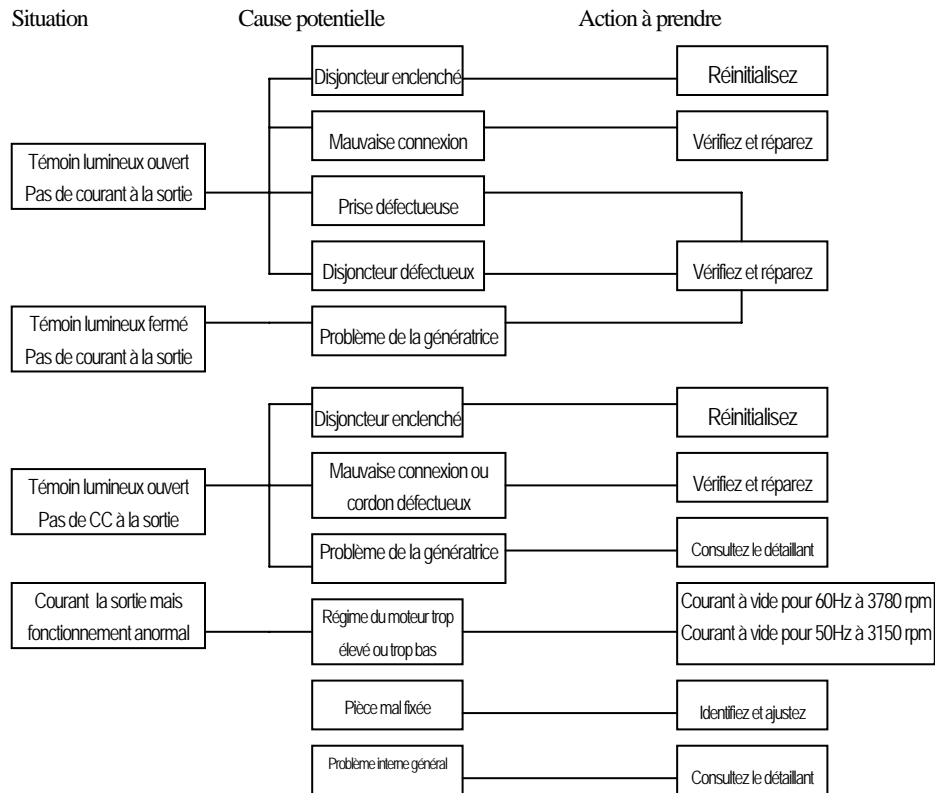 Situation Cause potentielle Action à prendre
Disjoncteur enclenché Réinitialisez
Mauvaise connexion Vérifiez et réparez
Témoin lumineux ouvert
Pas de courant à la sortie
Prise défectueuse
Disjoncteur défectueux Vérifiez et réparez
Témoin lumineux fermé
Pas de courant à la sortie
Problème de la génératrice
Disjoncteur enclenché Réinitialisez
Témoin lumineux ouvert
Pas de CC à la sortie
Mauvaise connexion ou
cordon défectueux
Vérifiez et réparez
Problème de la génératrice Consultez le détaillant
Courant la sortie mais
fonctionnement anormal
Régime du moteur trop
élevé ou trop bas
Courant à vide pour 60Hz à 3780 rpm
Courant à vide pour 50Hz à 3150 rpm
Pièce mal fixée Identifiez et ajustez
Problème interne général Consultez le détaillant